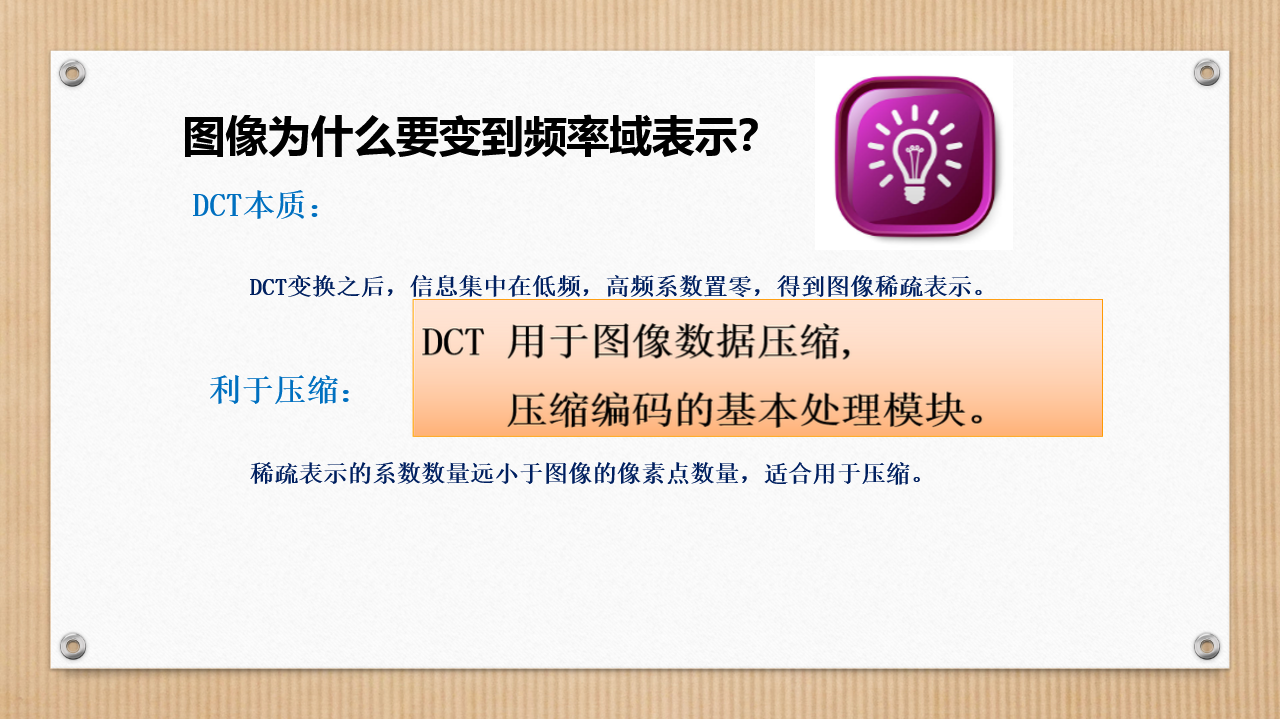 图像为什么要变到频率域表示?
DCT本质：
DCT变换之后，信息集中在低频，高频系数置零，得到图像稀疏表示。
DCT 用于图像数据压缩,
利于压缩：
压缩编码的基本处理模块。
稀疏表示的系数数量远小于图像的像素点数量，适合用于压缩。